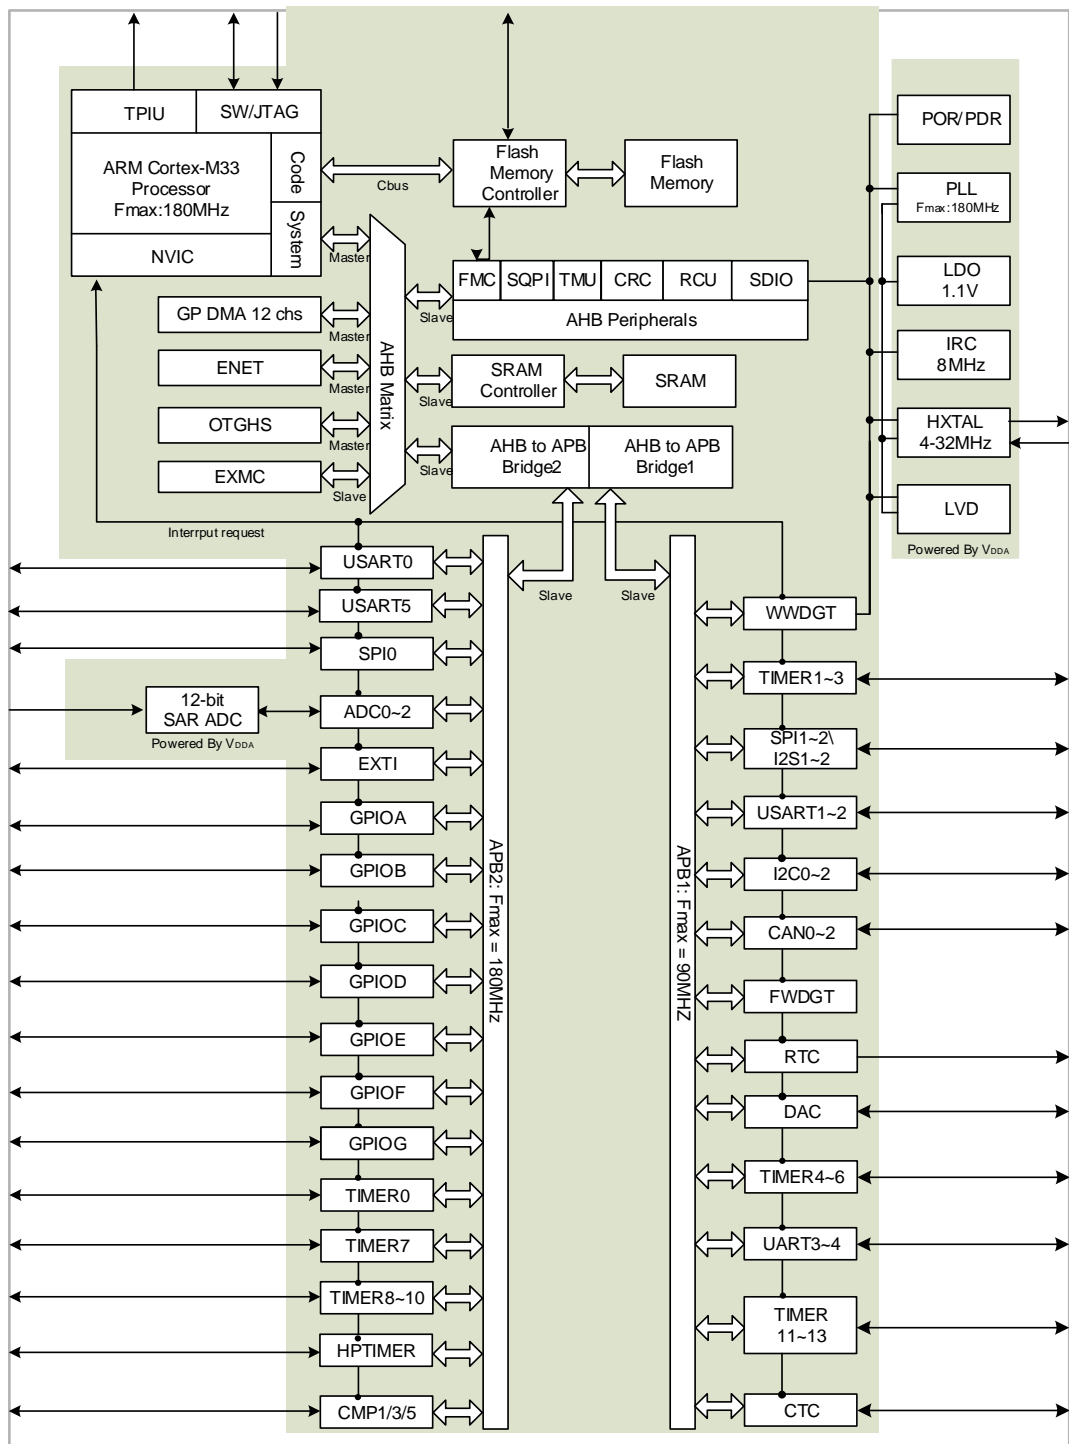 TPIU
SW/JTAG
ARM Cortex-M33
Processor
Fmax:180MHz
Code
System
NVIC
Cbus
Flash
Memory
Controller
Flash
Memory
POR/PDR
PLL
Fmax:180MHz
LDO
1.1V
IRC
8MHz
HXTAL
4-32MHz
LVD
Powered By VDDA
Master
FMC
SQPI
TMU
CRC
RCU
SDIO
AHB Peripherals
Slave
GP DMA 12 chs
Master
AHB Matrix
ENET
Master
SRAM
Controller
SRAM
Slave
OTGHS
Master
AHB to APB
Bridge2
AHB to APB
Bridge1
Slave
EXMC
Slave
Interrput request
Slave
Slave
USART0
USART5
SPI0
12-bit
SAR ADC
Powered By VDDA
ADC0~2
EXTI
GPIOA
GPIOB
GPIOC
GPIOD
GPIOE
GPIOF
GPIOG
TIMER0
TIMER7
TIMER8~10
HPTIMER
CMP1/3/5
APB2: Fmax = 180MHz
APB1: Fmax = 90MHZ
WWDGT
TIMER1~3
SPI1~2\
I2S1~2
USART1~2
I2C0~2
CAN0~2
FWDGT
RTC
DAC
TIMER4~6
UART3~4
TIMER
11~13
CTC